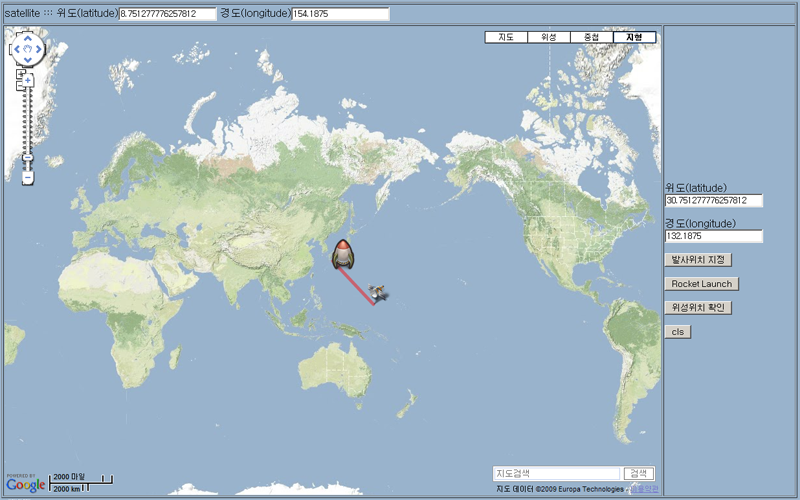 satellite ::: 위도(latitude) 8.751277776257812 경도(longitude) 154.1875
지도 위성 중첩 지형
위도(latitude)
30.751277776257812
경도(longitude)
132.1875
발사위치 지정
Rocket Launch
위성위치 확인
cls
지도검색 검색
POWERED BY
Google
2000 마일
2000 km
지도 데이터 ©2009 Europa Technologies - 이용약관